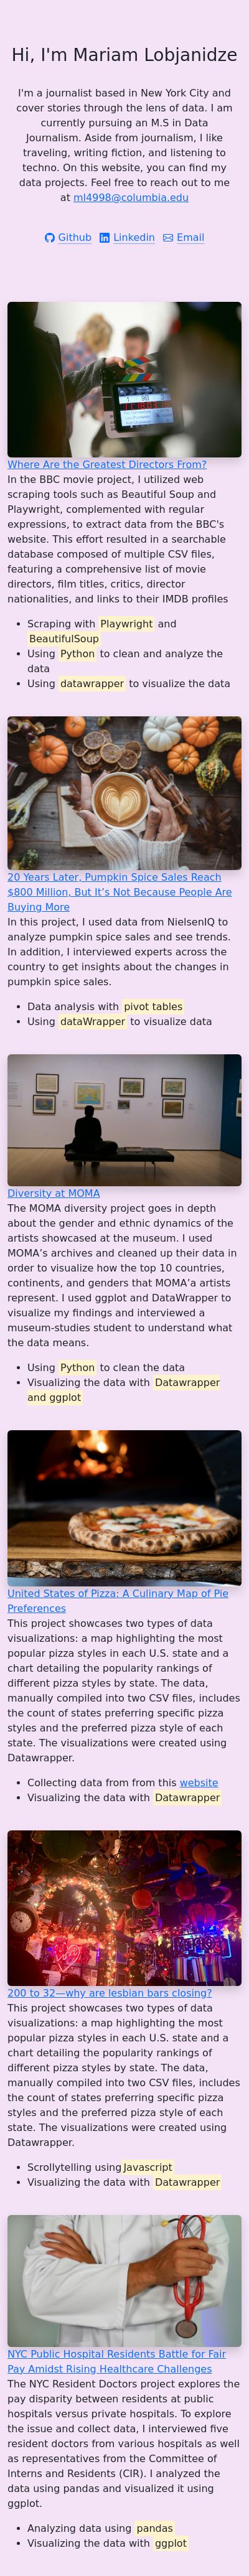 Hi, I'm Mariam Lobjanidze
I'm a journalist based in New York City and
cover stories through the lens of data. I am
currently pursuing an M.S in Data
Journalism. Aside from journalism, I like
traveling, writing fiction, and listening to
techno. On this website, you can find my
data projects. Feel free to reach out to me
at ml4998@columbia.edu
Github Linkedin Email
Where Are the Greatest Directors From?
In the BBC movie project, I utilized web
scraping tools such as Beautiful Soup and
Playwright, complemented with regular
expressions, to extract data from the BBC's
website. This effort resulted in a searchable
database composed of multiple CSV files,
featuring a comprehensive list of movie
directors, film titles, critics, director
nationalities, and links to their IMDB profiles
• Scraping with Playwright and
BeautifulSoup
• Using Python to clean and analyze the
data
• Using datawrapper to visualize the data
20 Years Later, Pumpkin Spice Sales Reach
$800 Million, But It’s Not Because People Are
Buying More
In this project, I used data from NielsenIQ to
analyze pumpkin spice sales and see trends.
In addition, I interviewed experts across the
country to get insights about the changes in
pumpkin spice sales.
• Data analysis with pivot tables
• Using dataWrapper to visualize data
Diversity at MOMA
The MOMA diversity project goes in depth
about the gender and ethnic dynamics of the
artists showcased at the museum. I used
MOMA’s archives and cleaned up their data in
order to visualize how the top 10 countries,
continents, and genders that MOMA’a artists
represent. I used ggplot and DataWrapper to
visualize my findings and interviewed a
museum-studies student to understand what
the data means.
• Using Python to clean the data
• Visualizing the data with Datawrapper
and ggplot
United States of Pizza: A Culinary Map of Pie
Preferences
This project showcases two types of data
visualizations: a map highlighting the most
popular pizza styles in each U.S. state and a
chart detailing the popularity rankings of
different pizza styles by state. The data,
manually compiled into two CSV files, includes
the count of states preferring specific pizza
styles and the preferred pizza style of each
state. The visualizations were created using
Datawrapper.
• Collecting data from from this website
• Visualizing the data with Datawrapper
200 to 32—why are lesbian bars closing?
This project showcases two types of data
visualizations: a map highlighting the most
popular pizza styles in each U.S. state and a
chart detailing the popularity rankings of
different pizza styles by state. The data,
manually compiled into two CSV files, includes
the count of states preferring specific pizza
styles and the preferred pizza style of each
state. The visualizations were created using
Datawrapper.
• Scrollytelling using Javascript
• Visualizing the data with Datawrapper
NYC Public Hospital Residents Battle for Fair
Pay Amidst Rising Healthcare Challenges
The NYC Resident Doctors project explores the
pay disparity between residents at public
hospitals versus private hospitals. To explore
the issue and collect data, I interviewed five
resident doctors from various hospitals as well
as representatives from the Committee of
Interns and Residents (CIR). I analyzed the
data using pandas and visualized it using
ggplot.
• Analyzing data using pandas
• Visualizing the data with ggplot